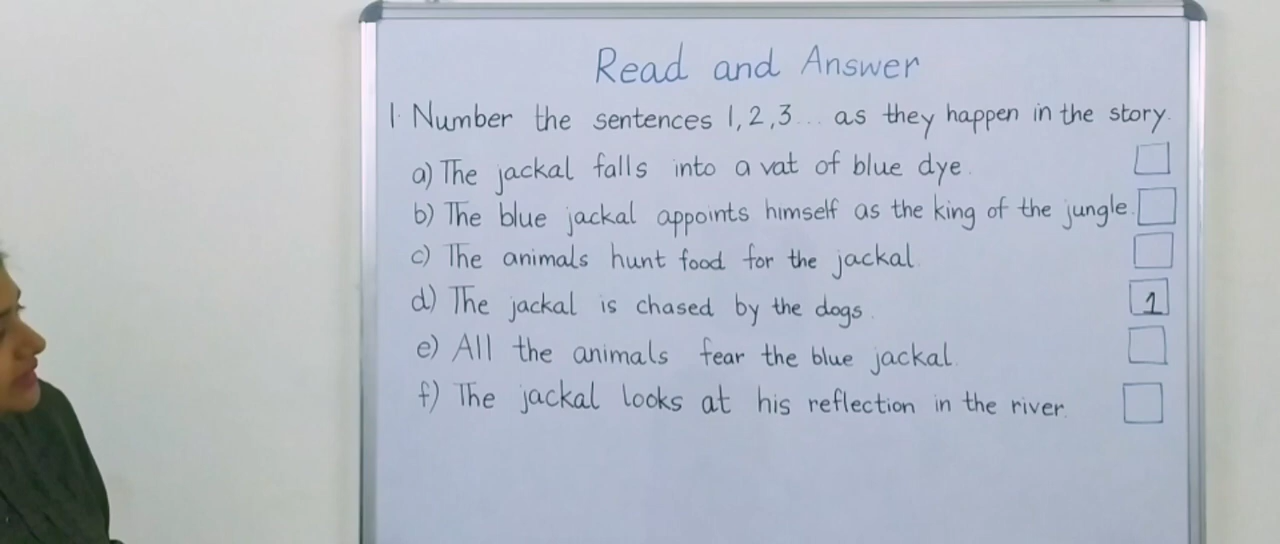 Read and Answer
1. Number the sentences 1, 2, 3... as they happen in the story.
a) The jackal falls into a vat of blue dye.
b) The blue jackal appoints himself as the king of the jungle.
c) The animals hunt food for the jackal.
d) The jackal is chased by the dogs. 1
e) All the animals fear the blue jackal.
f) The jackal looks at his reflection in the river.